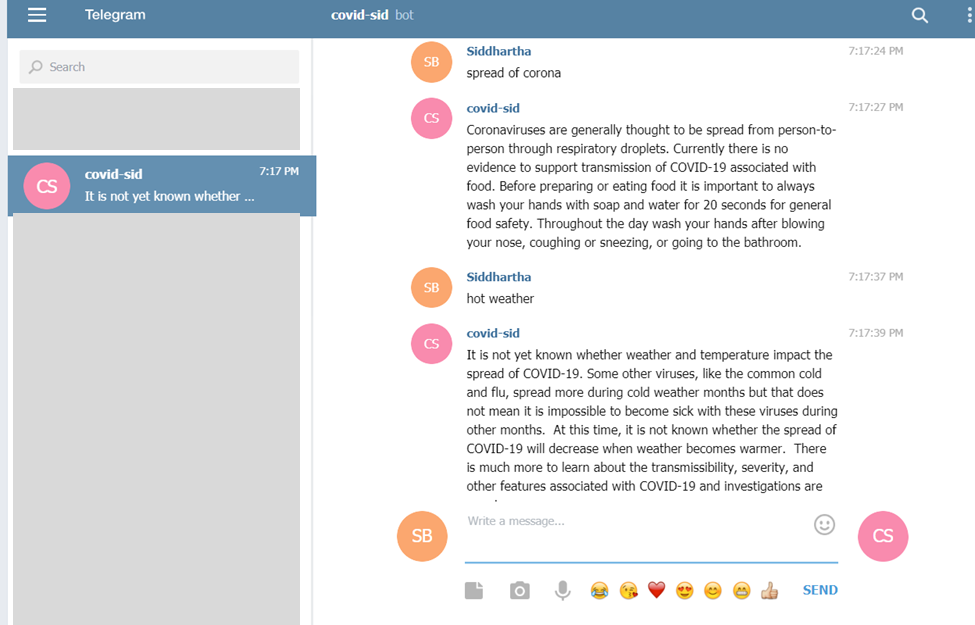 Telegram
covid-sid bot
Search
CS
covid-sid
7:17 PM
It is not yet known whether ...
SB
Siddhartha
7:17:24 PM
spread of corona
CS
covid-sid
7:17:27 PM
Coronaviruses are generally thought to be spread from person-to-
person through respiratory droplets. Currently there is no
evidence to support transmission of COVID-19 associated with
food. Before preparing or eating food it is important to always
wash your hands with soap and water for 20 seconds for general
food safety. Throughout the day wash your hands after blowing
your nose, coughing or sneezing, or going to the bathroom.
SB
Siddhartha
7:17:37 PM
hot weather
CS
covid-sid
7:17:39 PM
It is not yet known whether weather and temperature impact the
spread of COVID-19. Some other viruses, like the common cold
and flu, spread more during cold weather months but that does
not mean it is impossible to become sick with these viruses during
other months.  At this time, it is not known whether the spread of
COVID-19 will decrease when weather becomes warmer.  There
is much more to learn about the transmissibility, severity, and
other features associated with COVID-19 and investigations are
SB
Write a message...
CS
SEND